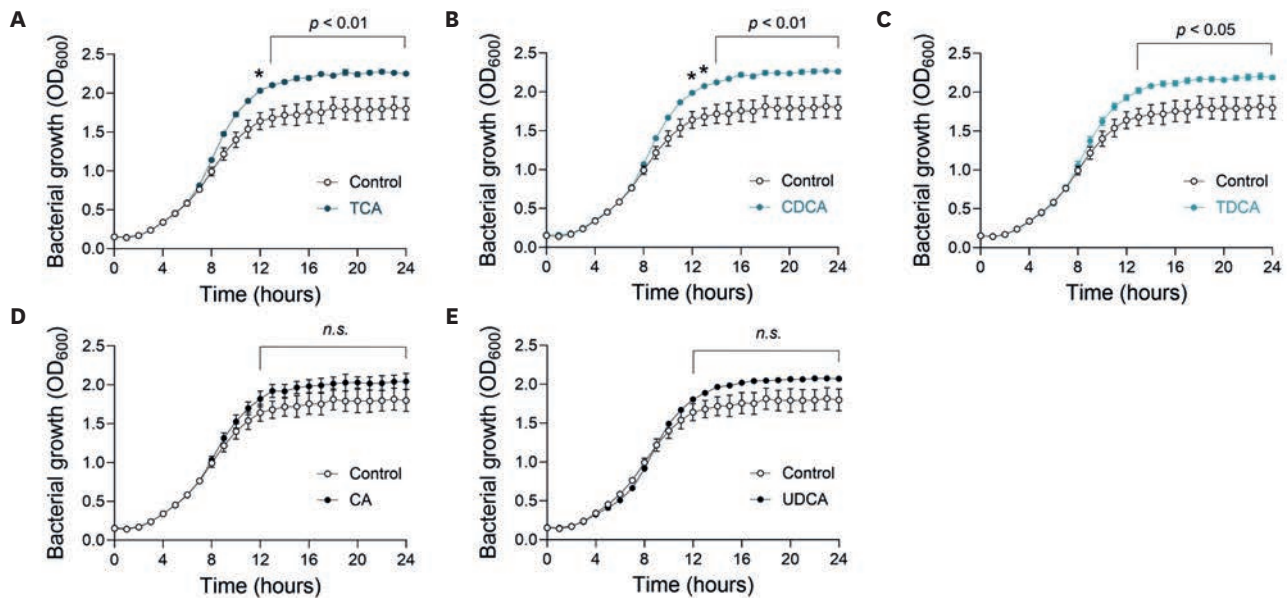 A
p < 0.01
*
Bacterial growth (OD600)
2.5
2.0
1.5
1.0
0.5
0.0
Control
TCA
0 4 8 12 16 20 24
Time (hours)
B
p < 0.01
* *
Bacterial growth (OD600)
2.5
2.0
1.5
1.0
0.5
0.0
Control
CDCA
0 4 8 12 16 20 24
Time (hours)
C
p < 0.05
Bacterial growth (OD600)
2.5
2.0
1.5
1.0
0.5
0.0
Control
TDCA
0 4 8 12 16 20 24
Time (hours)
D
n.s.
Bacterial growth (OD600)
2.5
2.0
1.5
1.0
0.5
0.0
Control
CA
0 4 8 12 16 20 24
Time (hours)
E
n.s.
Bacterial growth (OD600)
2.5
2.0
1.5
1.0
0.5
0.0
Control
UDCA
0 4 8 12 16 20 24
Time (hours)